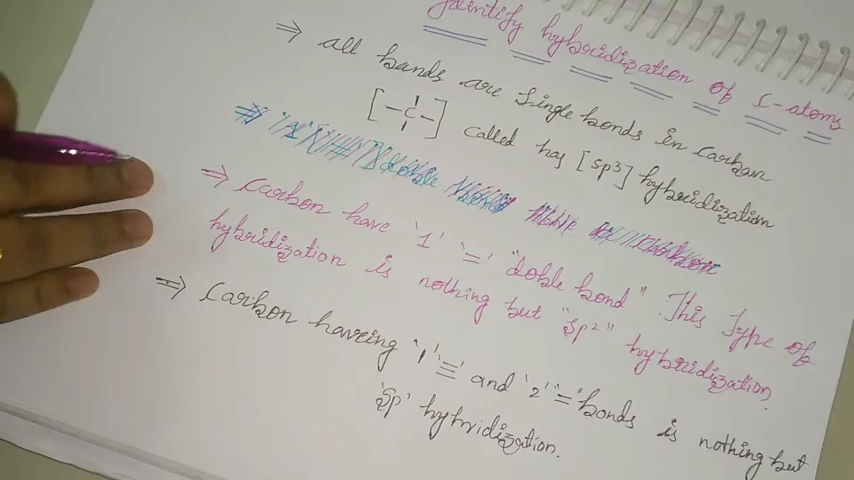 Identify hybridization of C-atoms
⇒ all bands are single bonds in Carbon
[-C-] called has [sp³] hybridization
⇒ Carbon have '1' '=' "doble bond". This Type of
hybridization is nothing but "sp²" hybridization.
⇒ Carbon having '1' '≡' and '2' '=' bonds is nothing but
'sp' hybridization.